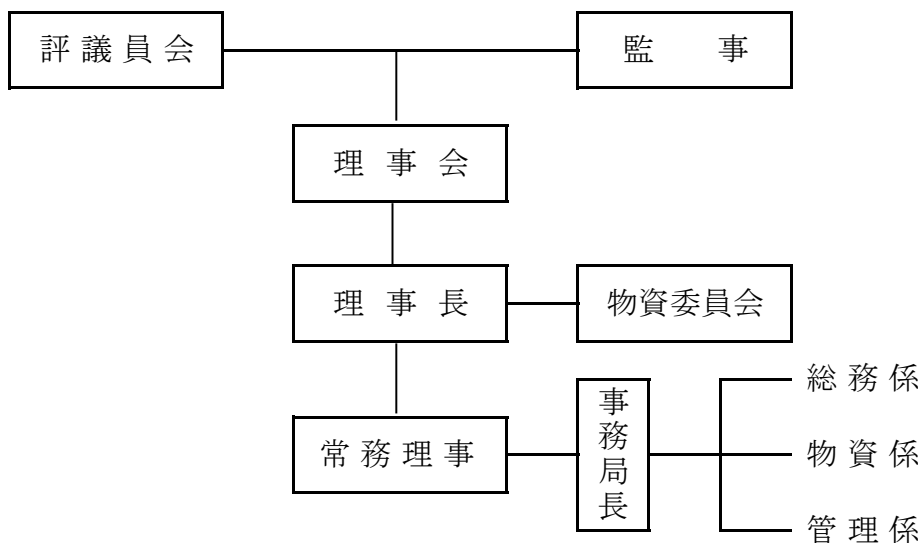 評議員会
監事
理事会
理事長
物資委員会
総務係
常務理事
事務局長
物資係
管理係